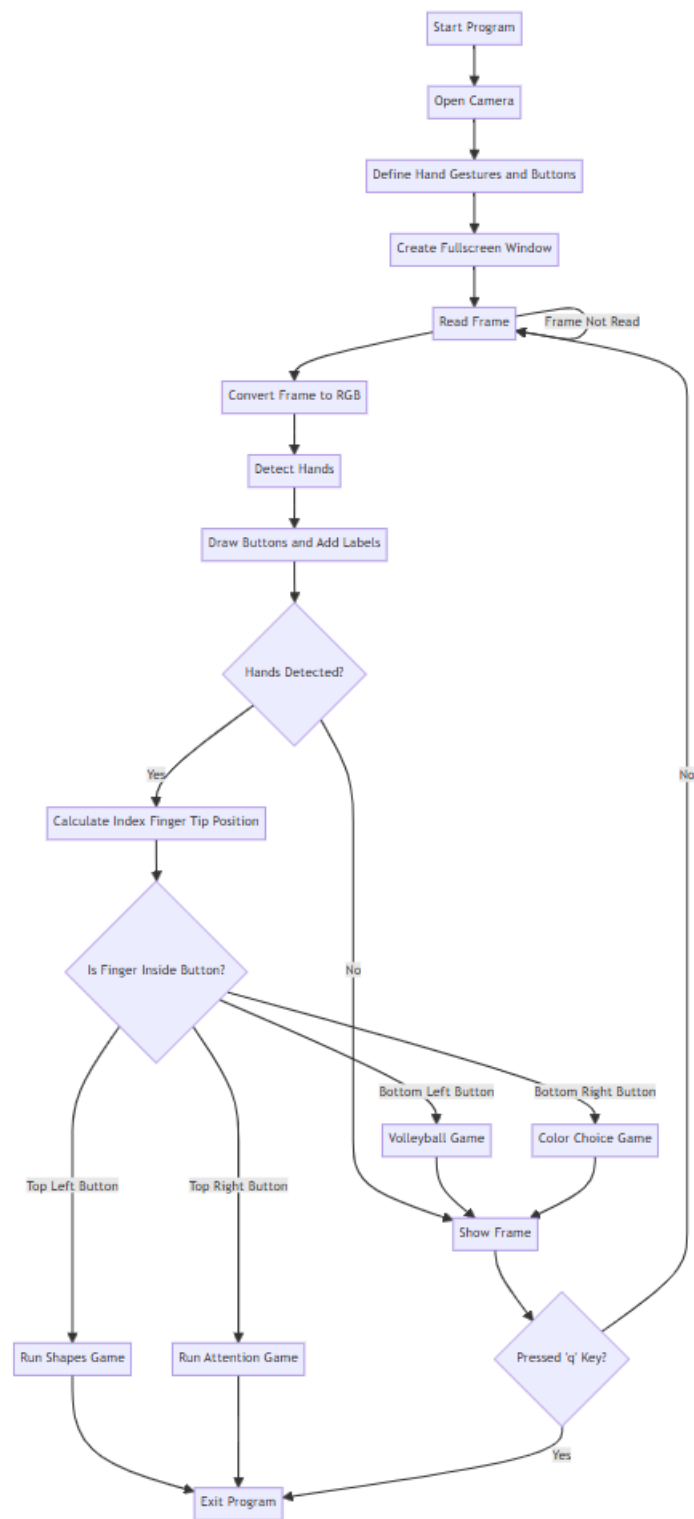 Start Program
Open Camera
Define Hand Gestures and Buttons
Create Fullscreen Window
Read Frame
Frame Not Read
Convert Frame to RGB
Detect Hands
Draw Buttons and Add Labels
Hands Detected?
Yes
No
Calculate Index Finger Tip Position
Is Finger Inside Button?
No
Bottom Left Button
Bottom Right Button
Volleyball Game
Color Choice Game
Top Left Button
Top Right Button
Show Frame
Run Shapes Game
Run Attention Game
Pressed 'q' Key?
Yes
Exit Program